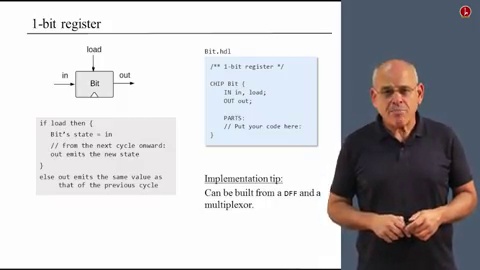 1-bit register
load
in
out
Bit
if load then {
Bit's state = in
// from the next cycle onward:
out emits the new state
}
else out emits the same value as
that of the previous cycle
Bit.hdl
/** 1-bit register */
CHIP Bit {
IN in, load;
OUT out;
PARTS:
// Put your code here:
}
Implementation tip:
Can be built from a DFF and a
multiplexor.